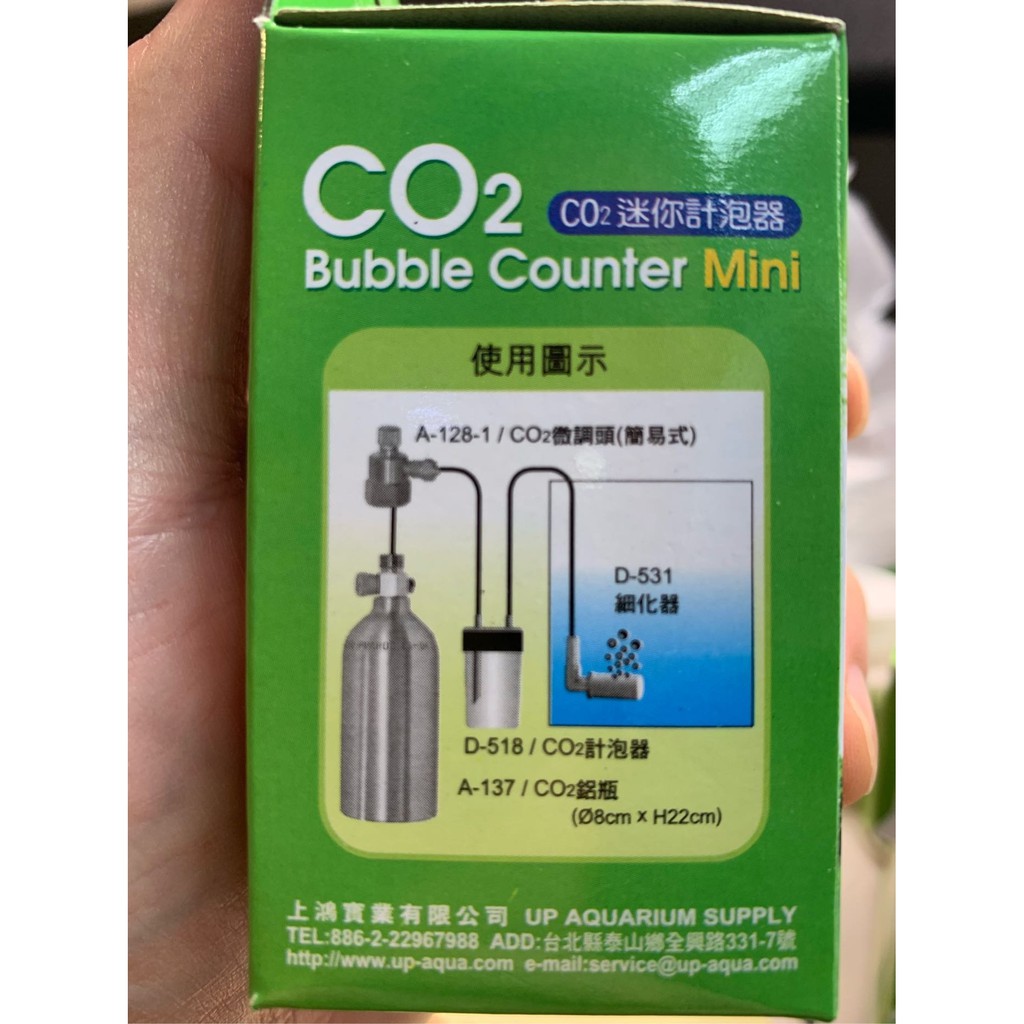 CO2
CO2 迷你計泡器
Bubble Counter Mini
使用圖示
A-128-1 / CO2微調頭(簡易式)
D-531
細化器
D-518 / CO2計泡器
A-137 / CO2鋁瓶
(Ø8cm x H22cm)
上鴻實業有限公司 UP AQUARIUM SUPPLY
TEL:886-2-22967988 ADD:台北縣泰山鄉全興路331-7號
http://www.up-aqua.com e-mail:service@up-aqua.com